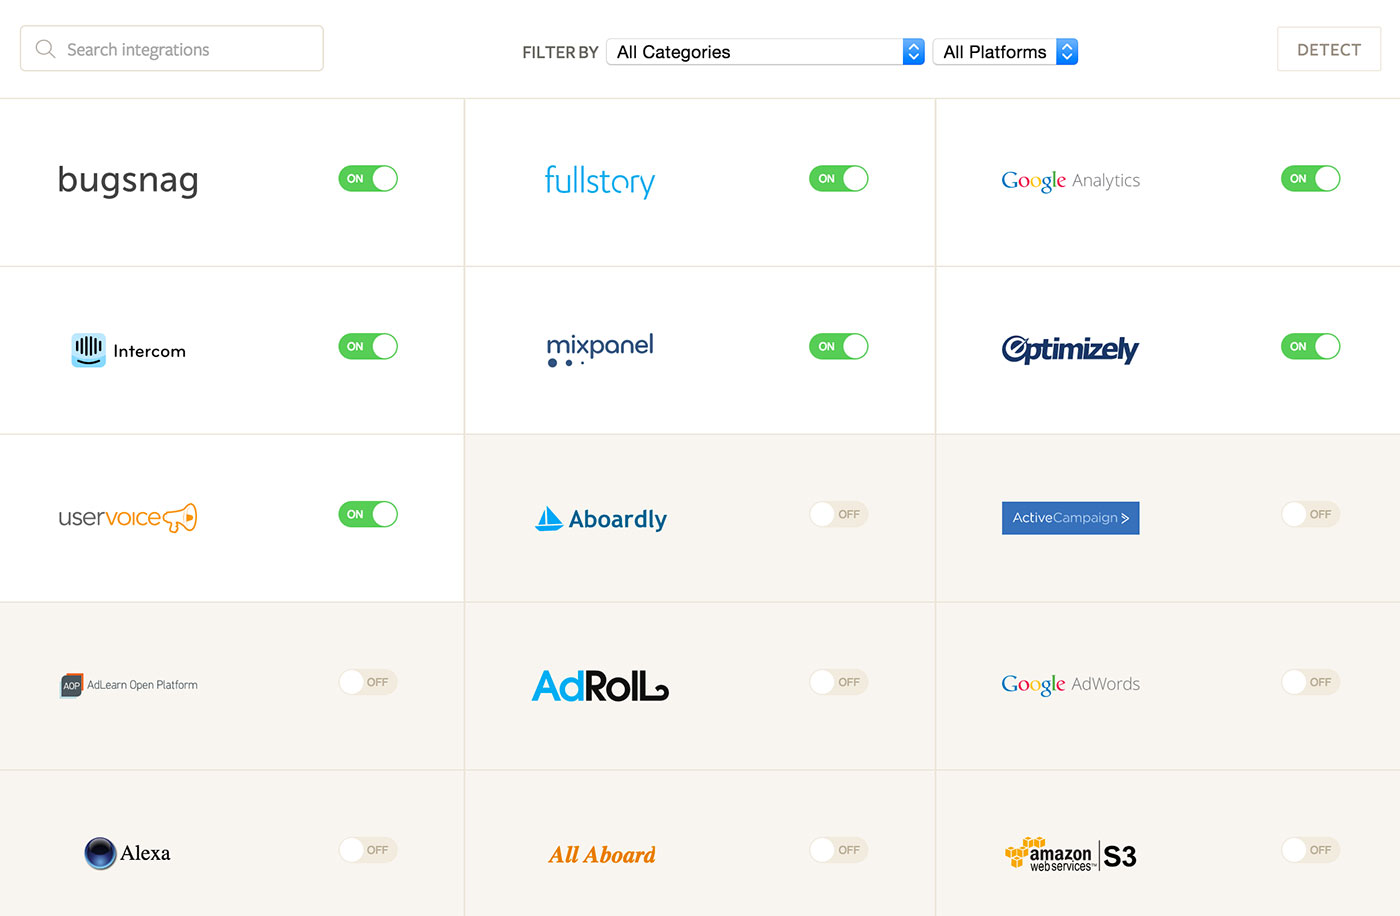 Search integrations
FILTER BY All Categories All Platforms
DETECT
bugsnag ON
fullstory ON
Google Analytics ON
Intercom ON
mixpanel ON
Optimizely ON
uservoice ON
Aboardly OFF
ActiveCampaign > OFF
AOP AdLearn Open Platform OFF
AdRoll OFF
Google AdWords OFF
Alexa OFF
All Aboard OFF
amazon
webservices™ S3 OFF